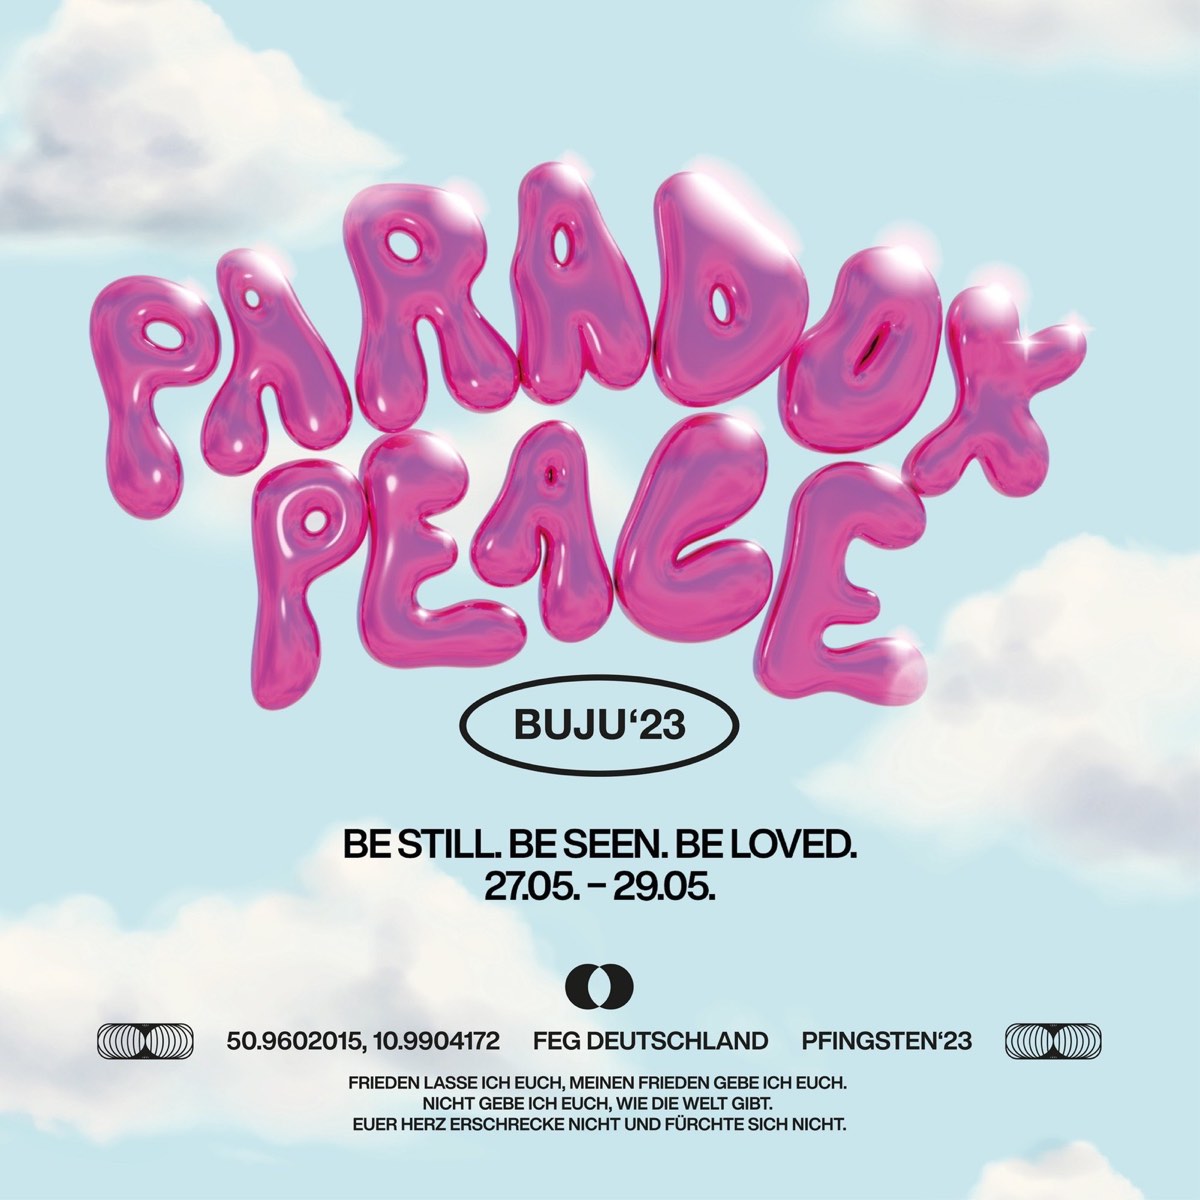 PARADOX
PEACE
BUJU‘23
BE STILL. BE SEEN. BE LOVED.
27.05. – 29.05.
50.9602015, 10.9904172 FEG DEUTSCHLAND PFINGSTEN‘23
FRIEDEN LASSE ICH EUCH, MEINEN FRIEDEN GEBE ICH EUCH.
NICHT GEBE ICH EUCH, WIE DIE WELT GIBT.
EUER HERZ ERSCHRECKE NICHT UND FÜRCHTE SICH NICHT.